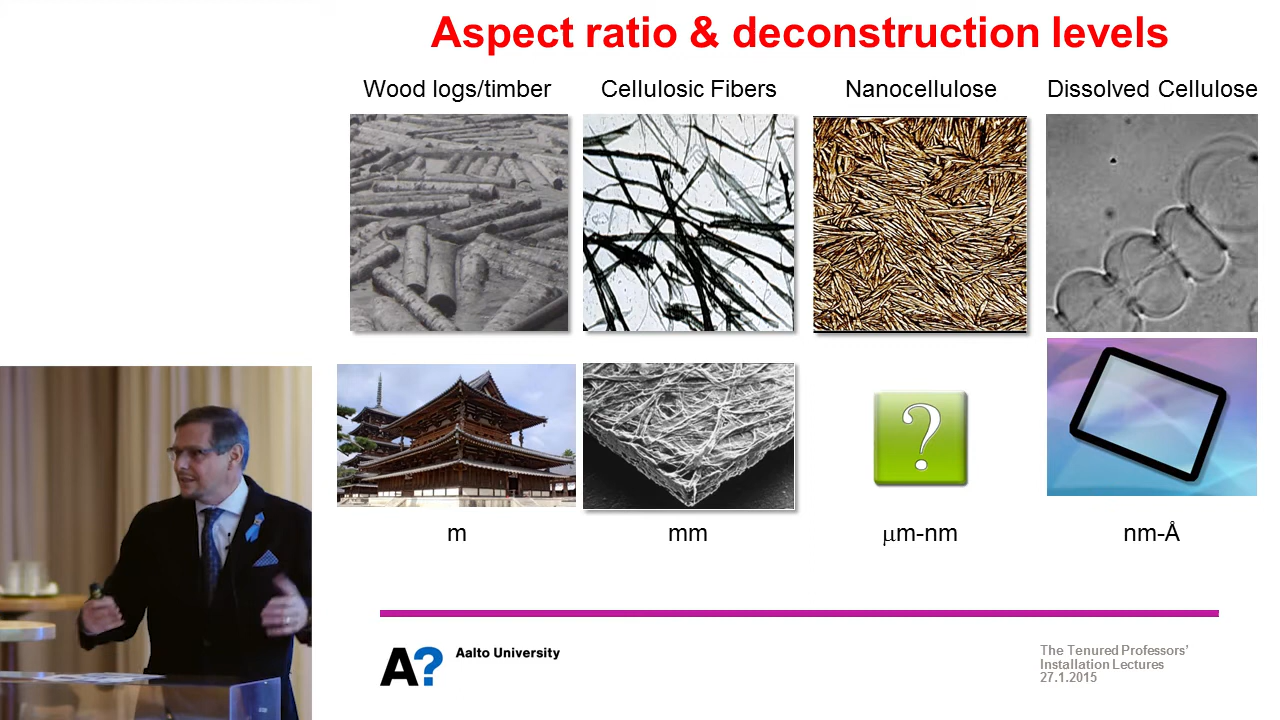 Aspect ratio & deconstruction levels
Wood logs/timber
Cellulosic Fibers
Nanocellulose
Dissolved Cellulose
?
m
mm
μm-nm
nm-Å
A?
Aalto University
The Tenured Professors'
Installation Lectures
27.1.2015